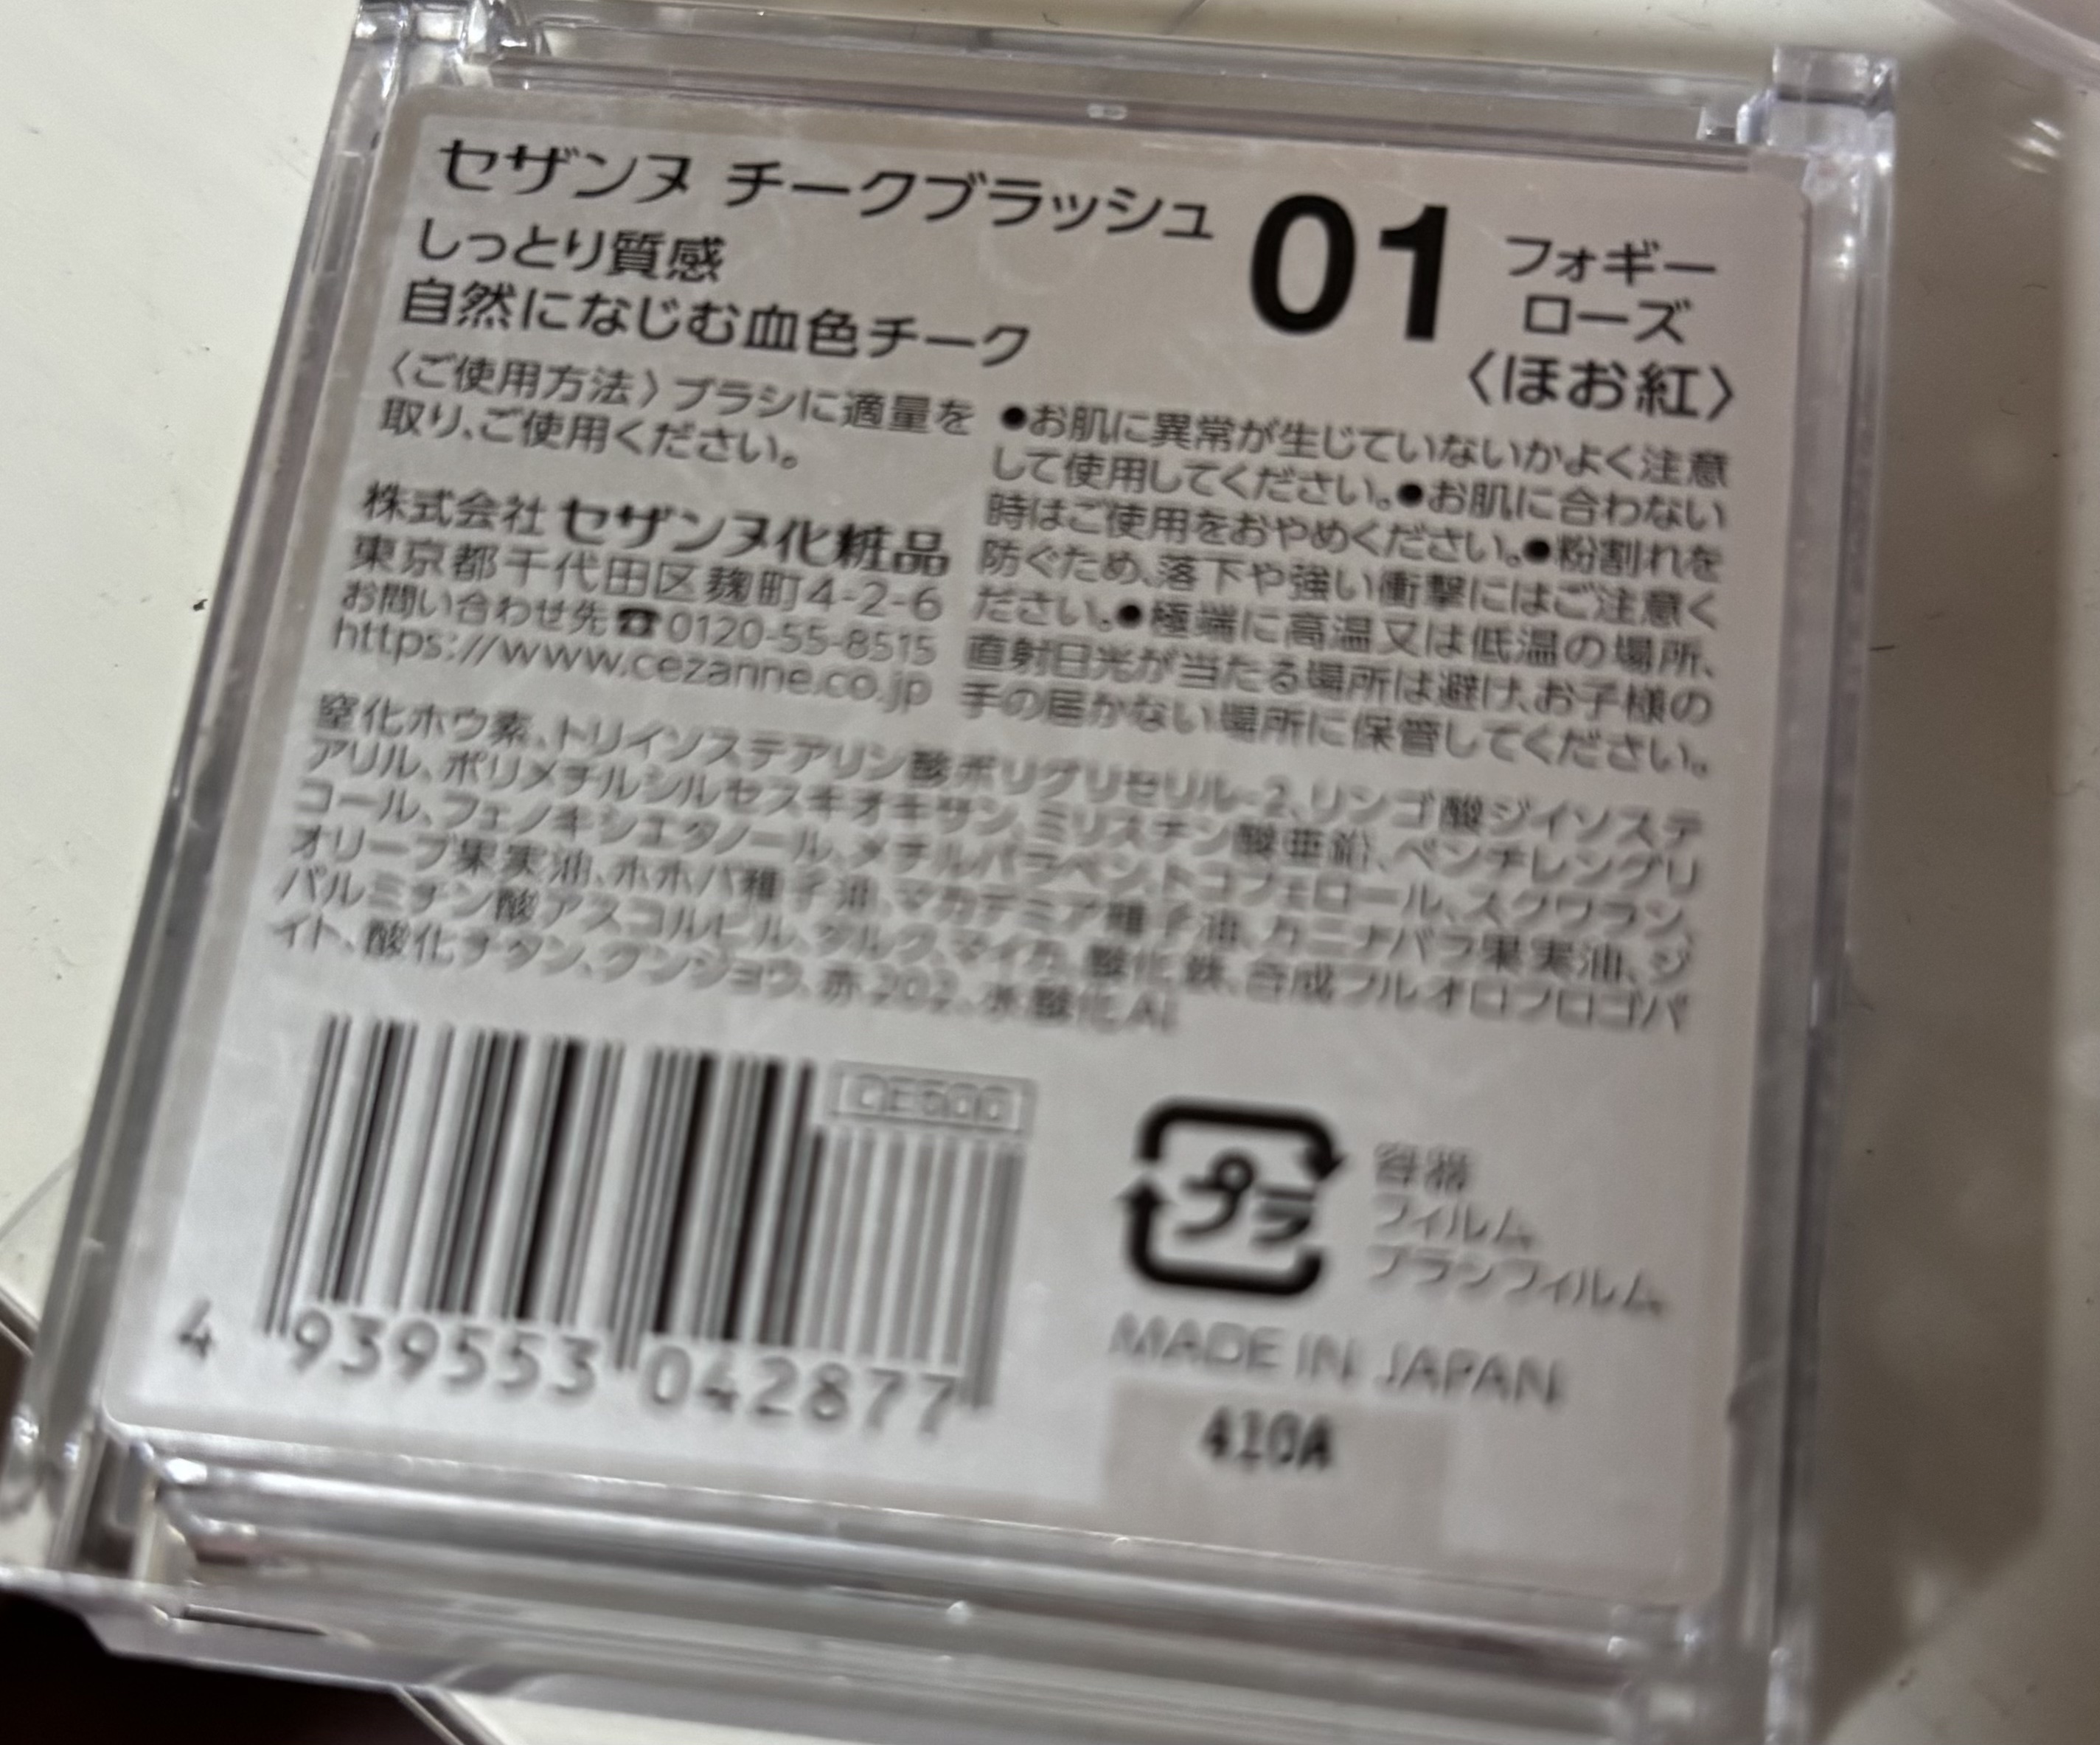 セザンヌ チークブラッシュ
01
フォギー
ローズ
しっとり質感
自然になじむ血色チーク
〈ほお紅〉
〈ご使用方法〉ブラシに適量を
取り、ご使用ください。
株式会社 セザンヌ化粧品
東京都千代田区麹町4-2-6
お問い合わせ先☎0120-55-8515
https://www.cezanne.co.jp
●お肌に異常が生じていないかよく注意
して使用してください。●お肌に合わない
時はご使用をおやめください。●粉割れを
防ぐため、落下や強い衝撃にはご注意く
ださい。●極端に高温又は低温の場所、
直射日光が当たる場所は避け、お子様の
手の届かない場所に保管してください。
窒化ホウ素、トリイソステアリン酸ポリグリセリル-2、リンゴ酸ジイソステ
アリル、ポリメチルシルセスキオキサン、ミリスチン酸亜鉛、ペンチレングリ
コール、フェノキシエタノール、メチルパラベン、トコフェロール、スクワラン、
オリーブ果実油、ホホバ種子油、マカデミア種子油、カニナバラ果実油、ジ
パルミチン酸アスコルビル、タルク、マイカ、酸化鉄、合成フルオロフロゴパ
イト、酸化チタン、グンジョウ、赤202、水酸化Al
CE500
4 939553 042877
プラ
容器
フィルム
プランフィルム
MADE IN JAPAN
410A